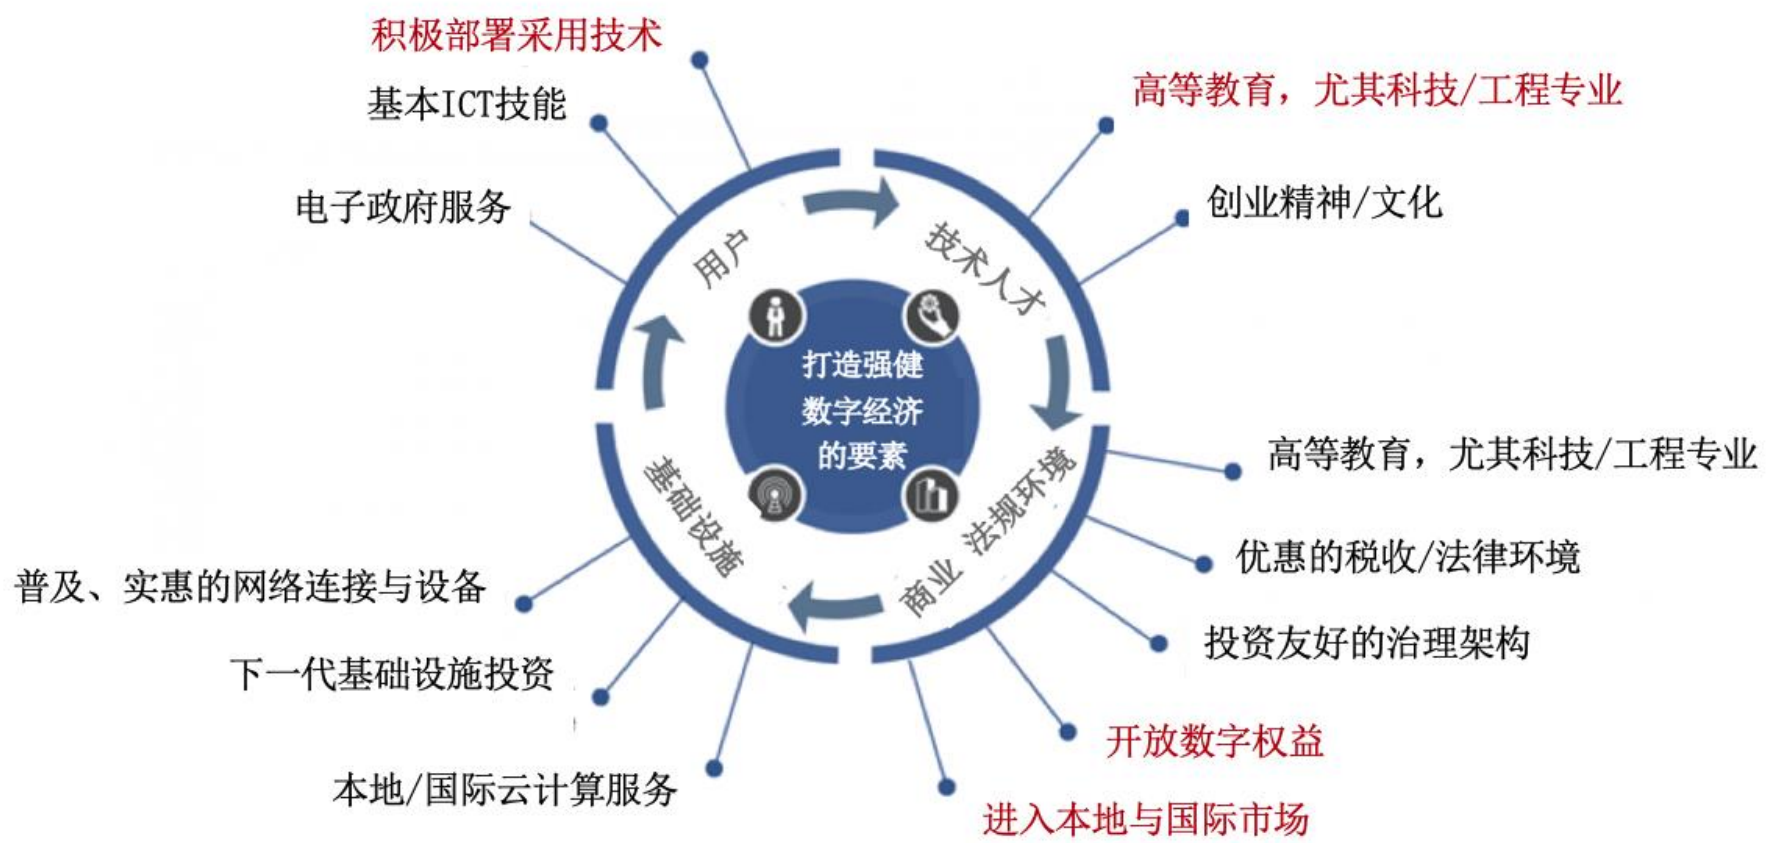 积极部署采用技术
基本ICT技能
电子政府服务
高等教育，尤其科技/工程专业
创业精神/文化
用户
技术人才
打造强健
数字经济
的要素
基础设施
商业 法规环境
高等教育，尤其科技/工程专业
优惠的税收/法律环境
投资友好的治理架构
开放数字权益
进入本地与国际市场
普及、实惠的网络连接与设备
下一代基础设施投资
本地/国际云计算服务